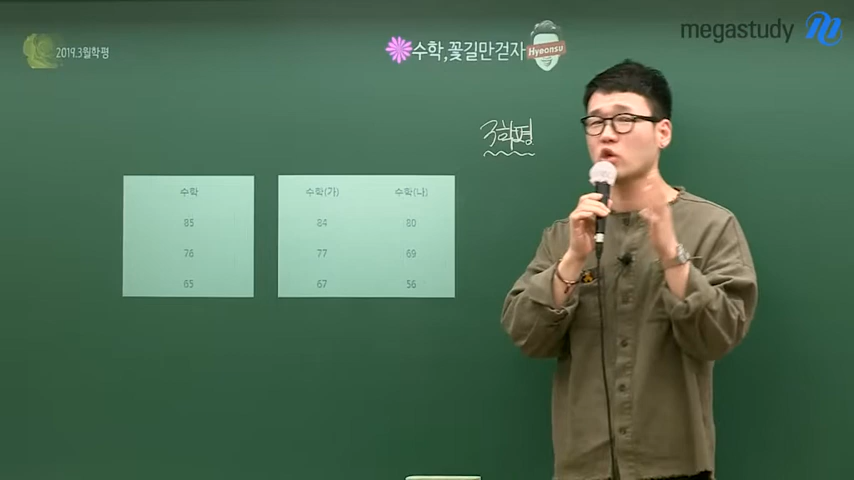 megastudy
2019.3월학평
수학,꽃길만걷자
Hyeonsu
3학평
수학
85
76
65
수학(가) 수학(나)
84 80
77 69
67 56